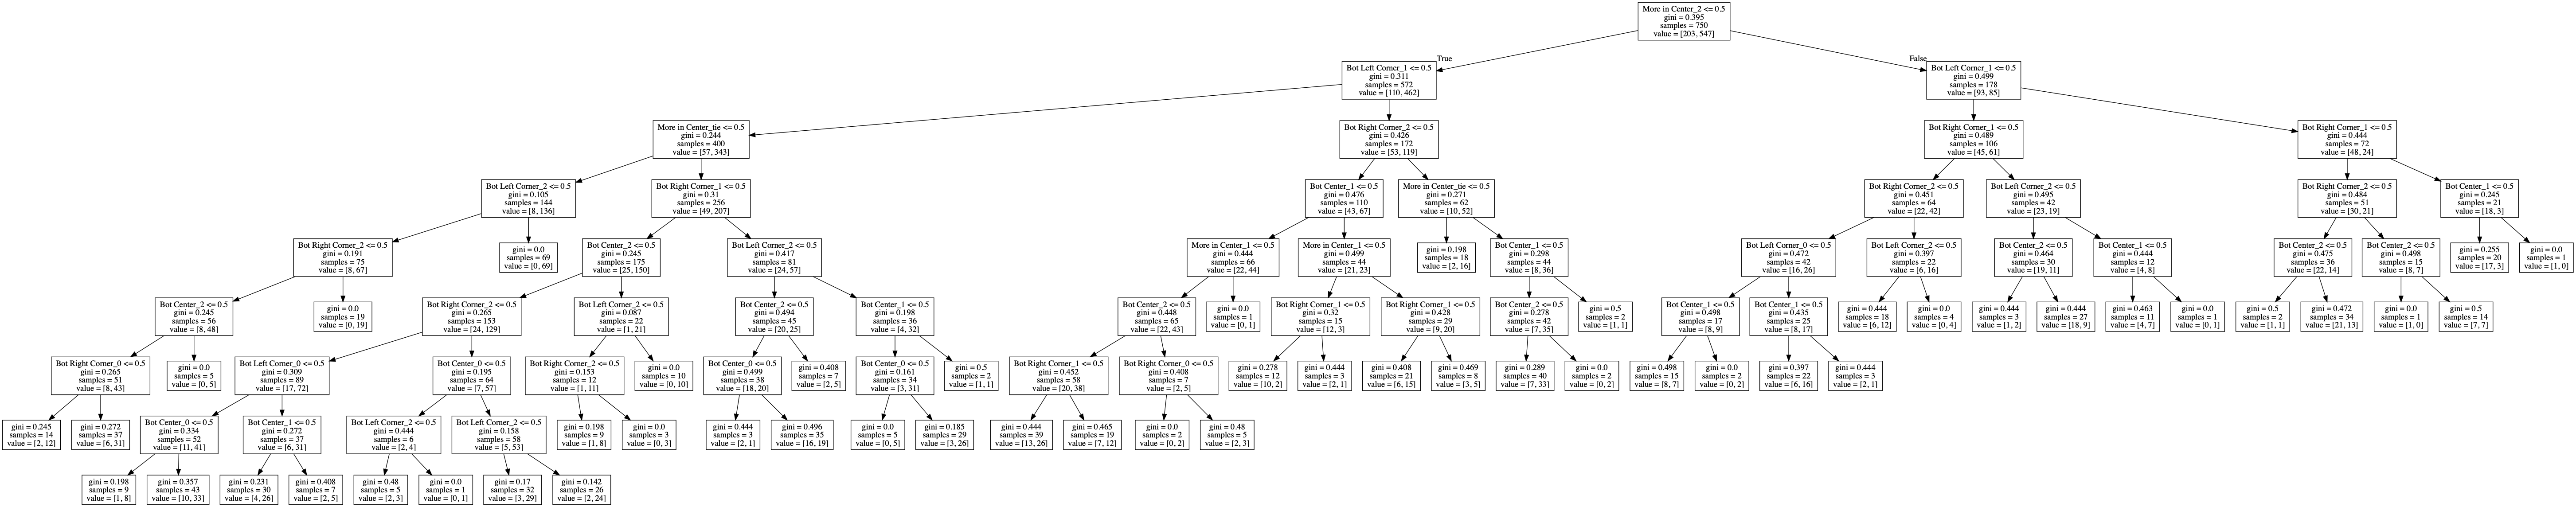 More in Center_2 <= 0.5
gini = 0.395
samples = 750
value = [203, 547]
True
False
Bot Left Corner_1 <= 0.5
gini = 0.311
samples = 572
value = [110, 462]
Bot Left Corner_1 <= 0.5
gini = 0.499
samples = 178
value = [93, 85]
More in Center_tie <= 0.5
gini = 0.244
samples = 400
value = [57, 343]
Bot Right Corner_2 <= 0.5
gini = 0.426
samples = 172
value = [53, 119]
Bot Right Corner_1 <= 0.5
gini = 0.489
samples = 106
value = [45, 61]
Bot Right Corner_1 <= 0.5
gini = 0.444
samples = 72
value = [48, 24]
Bot Left Corner_2 <= 0.5
gini = 0.105
samples = 144
value = [8, 136]
Bot Right Corner_1 <= 0.5
gini = 0.31
samples = 256
value = [49, 207]
Bot Center_1 <= 0.5
gini = 0.476
samples = 110
value = [43, 67]
More in Center_tie <= 0.5
gini = 0.271
samples = 62
value = [10, 52]
Bot Right Corner_2 <= 0.5
gini = 0.451
samples = 64
value = [22, 42]
Bot Left Corner_2 <= 0.5
gini = 0.495
samples = 42
value = [23, 19]
Bot Right Corner_2 <= 0.5
gini = 0.484
samples = 51
value = [30, 21]
Bot Center_1 <= 0.5
gini = 0.245
samples = 21
value = [18, 3]
Bot Right Corner_2 <= 0.5
gini = 0.191
samples = 75
value = [8, 67]
gini = 0.0
samples = 69
value = [0, 69]
Bot Center_2 <= 0.5
gini = 0.245
samples = 175
value = [25, 150]
Bot Left Corner_2 <= 0.5
gini = 0.417
samples = 81
value = [24, 57]
More in Center_1 <= 0.5
gini = 0.444
samples = 66
value = [22, 44]
More in Center_1 <= 0.5
gini = 0.499
samples = 44
value = [21, 23]
gini = 0.198
samples = 18
value = [2, 16]
Bot Center_1 <= 0.5
gini = 0.298
samples = 44
value = [8, 36]
Bot Left Corner_0 <= 0.5
gini = 0.472
samples = 42
value = [16, 26]
Bot Left Corner_2 <= 0.5
gini = 0.397
samples = 22
value = [6, 16]
Bot Center_2 <= 0.5
gini = 0.464
samples = 30
value = [19, 11]
Bot Center_1 <= 0.5
gini = 0.444
samples = 12
value = [4, 8]
Bot Center_2 <= 0.5
gini = 0.475
samples = 36
value = [22, 14]
Bot Center_2 <= 0.5
gini = 0.498
samples = 15
value = [8, 7]
gini = 0.255
samples = 20
value = [17, 3]
gini = 0.0
samples = 1
value = [1, 0]
Bot Center_2 <= 0.5
gini = 0.245
samples = 56
value = [8, 48]
gini = 0.0
samples = 19
value = [0, 19]
Bot Right Corner_2 <= 0.5
gini = 0.265
samples = 153
value = [24, 129]
Bot Left Corner_2 <= 0.5
gini = 0.087
samples = 22
value = [1, 21]
Bot Center_2 <= 0.5
gini = 0.494
samples = 45
value = [20, 25]
Bot Center_1 <= 0.5
gini = 0.198
samples = 36
value = [4, 32]
Bot Center_2 <= 0.5
gini = 0.448
samples = 65
value = [22, 43]
gini = 0.0
samples = 1
value = [0, 1]
Bot Right Corner_1 <= 0.5
gini = 0.32
samples = 15
value = [12, 3]
Bot Right Corner_1 <= 0.5
gini = 0.428
samples = 29
value = [9, 20]
Bot Center_2 <= 0.5
gini = 0.278
samples = 42
value = [7, 35]
gini = 0.5
samples = 2
value = [1, 1]
Bot Center_1 <= 0.5
gini = 0.498
samples = 17
value = [8, 9]
Bot Center_1 <= 0.5
gini = 0.435
samples = 25
value = [8, 17]
gini = 0.444
samples = 18
value = [6, 12]
gini = 0.0
samples = 4
value = [0, 4]
gini = 0.444
samples = 3
value = [1, 2]
gini = 0.444
samples = 27
value = [18, 9]
gini = 0.463
samples = 11
value = [4, 7]
gini = 0.0
samples = 1
value = [0, 1]
gini = 0.5
samples = 2
value = [1, 1]
gini = 0.472
samples = 34
value = [21, 13]
gini = 0.0
samples = 1
value = [1, 0]
gini = 0.5
samples = 14
value = [7, 7]
Bot Right Corner_0 <= 0.5
gini = 0.265
samples = 51
value = [8, 43]
gini = 0.0
samples = 5
value = [0, 5]
Bot Left Corner_0 <= 0.5
gini = 0.309
samples = 89
value = [17, 72]
Bot Center_0 <= 0.5
gini = 0.195
samples = 64
value = [7, 57]
Bot Right Corner_2 <= 0.5
gini = 0.153
samples = 12
value = [1, 11]
gini = 0.0
samples = 10
value = [0, 10]
Bot Center_0 <= 0.5
gini = 0.499
samples = 38
value = [18, 20]
gini = 0.408
samples = 7
value = [2, 5]
Bot Center_0 <= 0.5
gini = 0.161
samples = 34
value = [3, 31]
gini = 0.5
samples = 2
value = [1, 1]
Bot Right Corner_1 <= 0.5
gini = 0.452
samples = 58
value = [20, 38]
Bot Right Corner_0 <= 0.5
gini = 0.408
samples = 7
value = [2, 5]
gini = 0.278
samples = 12
value = [10, 2]
gini = 0.444
samples = 3
value = [2, 1]
gini = 0.408
samples = 21
value = [6, 15]
gini = 0.469
samples = 8
value = [3, 5]
gini = 0.289
samples = 40
value = [7, 33]
gini = 0.0
samples = 2
value = [0, 2]
gini = 0.498
samples = 15
value = [8, 7]
gini = 0.0
samples = 2
value = [0, 2]
gini = 0.397
samples = 22
value = [6, 16]
gini = 0.444
samples = 3
value = [2, 1]
gini = 0.245
samples = 14
value = [2, 12]
gini = 0.272
samples = 37
value = [6, 31]
Bot Center_0 <= 0.5
gini = 0.334
samples = 52
value = [11, 41]
Bot Center_1 <= 0.5
gini = 0.272
samples = 37
value = [6, 31]
Bot Left Corner_2 <= 0.5
gini = 0.444
samples = 6
value = [2, 4]
Bot Left Corner_2 <= 0.5
gini = 0.158
samples = 58
value = [5, 53]
gini = 0.198
samples = 9
value = [1, 8]
gini = 0.0
samples = 3
value = [0, 3]
gini = 0.444
samples = 3
value = [2, 1]
gini = 0.496
samples = 35
value = [16, 19]
gini = 0.0
samples = 5
value = [0, 5]
gini = 0.185
samples = 29
value = [3, 26]
gini = 0.444
samples = 39
value = [13, 26]
gini = 0.465
samples = 19
value = [7, 12]
gini = 0.0
samples = 2
value = [0, 2]
gini = 0.48
samples = 5
value = [2, 3]
gini = 0.198
samples = 9
value = [1, 8]
gini = 0.357
samples = 43
value = [10, 33]
gini = 0.231
samples = 30
value = [4, 26]
gini = 0.408
samples = 7
value = [2, 5]
gini = 0.48
samples = 5
value = [2, 3]
gini = 0.0
samples = 1
value = [0, 1]
gini = 0.17
samples = 32
value = [3, 29]
gini = 0.142
samples = 26
value = [2, 24]